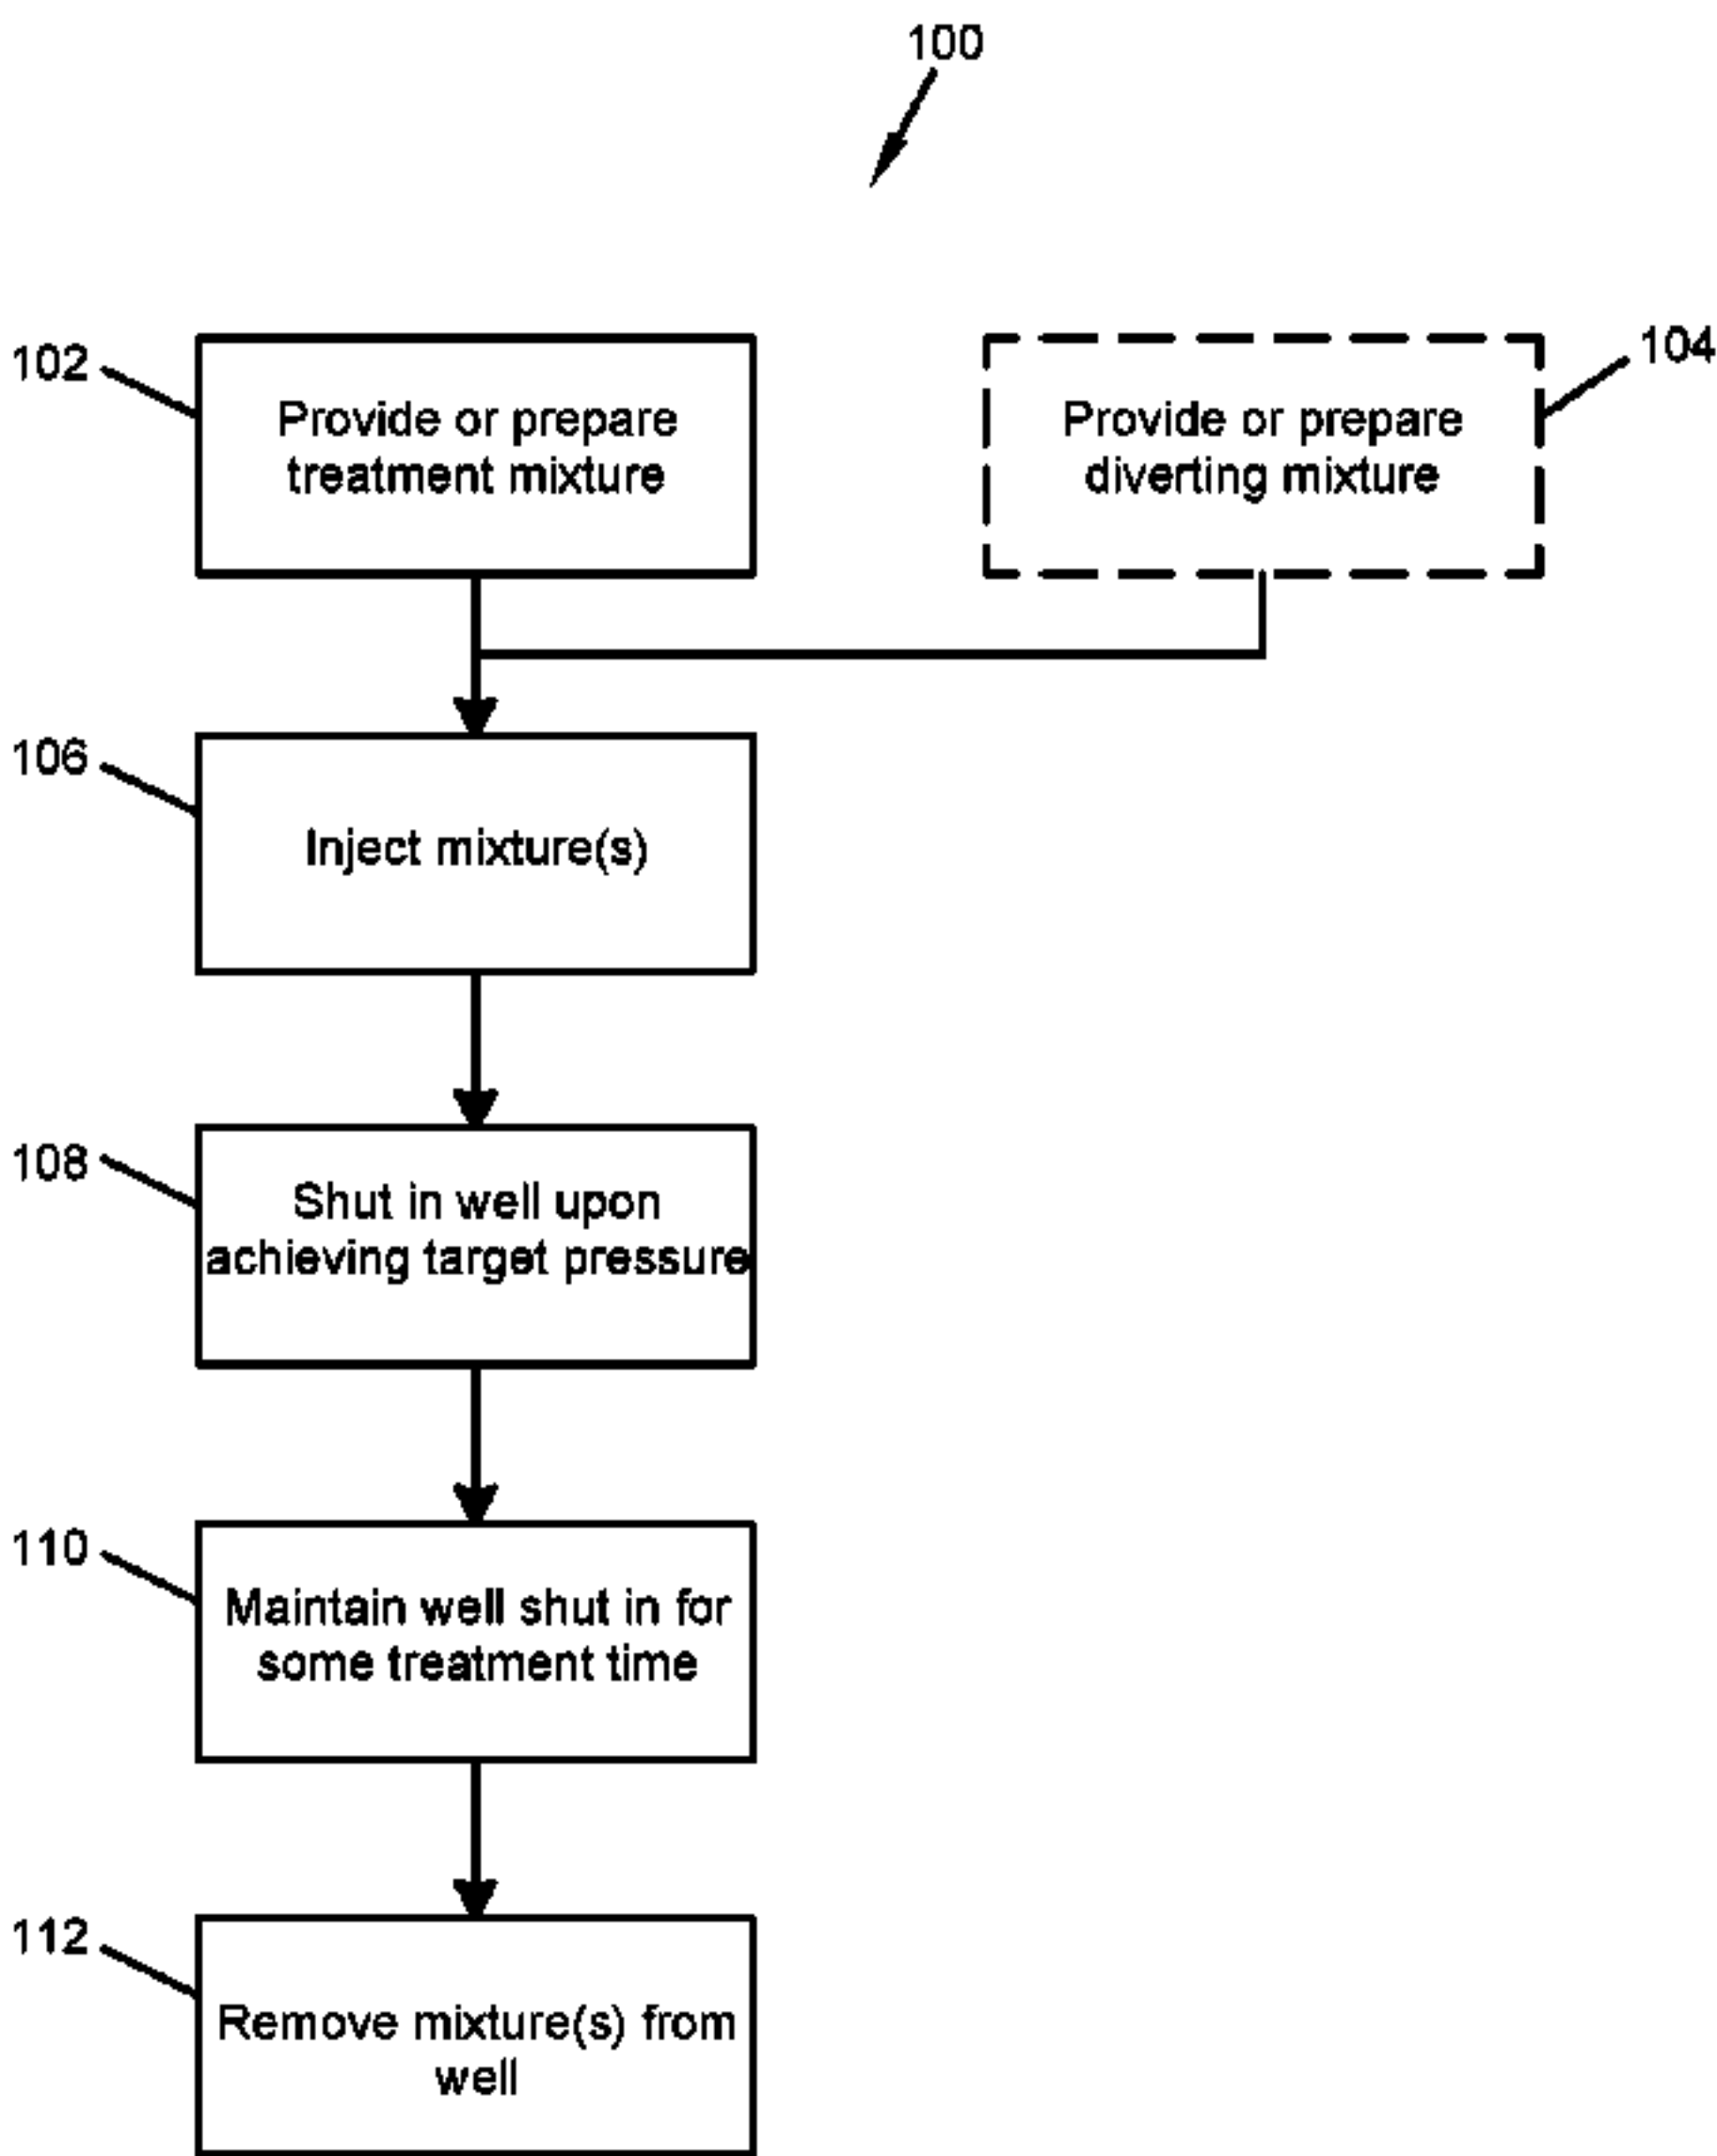 100
102
Provide or prepare
treatment mixture
104
Provide or prepare
diverting mixture
106
Inject mixture(s)
108
Shut in well upon
achieving target pressure
110
Maintain well shut in for
some treatment time
112
Remove mixture(s) from
well